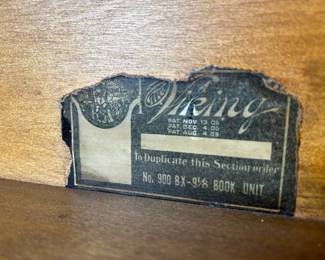 Viking
PAT. NOV. 13 06
PAT. DEC. 4 06
PAT. AUG. 4 08
To Duplicate this Section order
No. 900 BX-9½ BOOK UNIT